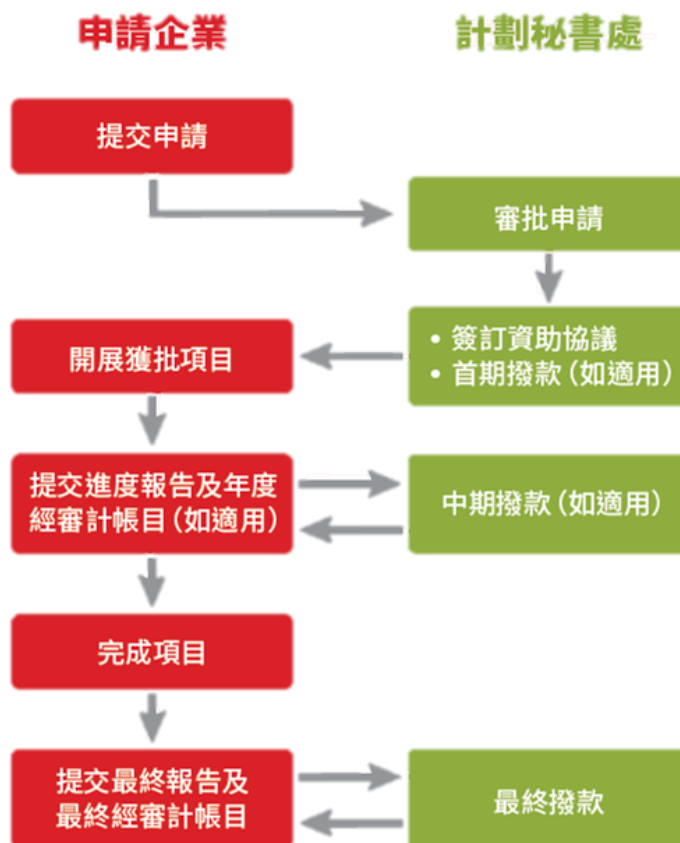 申請企業
計劃秘書處
提交申請
審批申請
• 簽訂資助協議
• 首期撥款（如適用）
開展獲批項目
提交進度報告及年度
經審計帳目（如適用）
中期撥款（如適用）
完成項目
提交最終報告及
最終經審計帳目
最終撥款